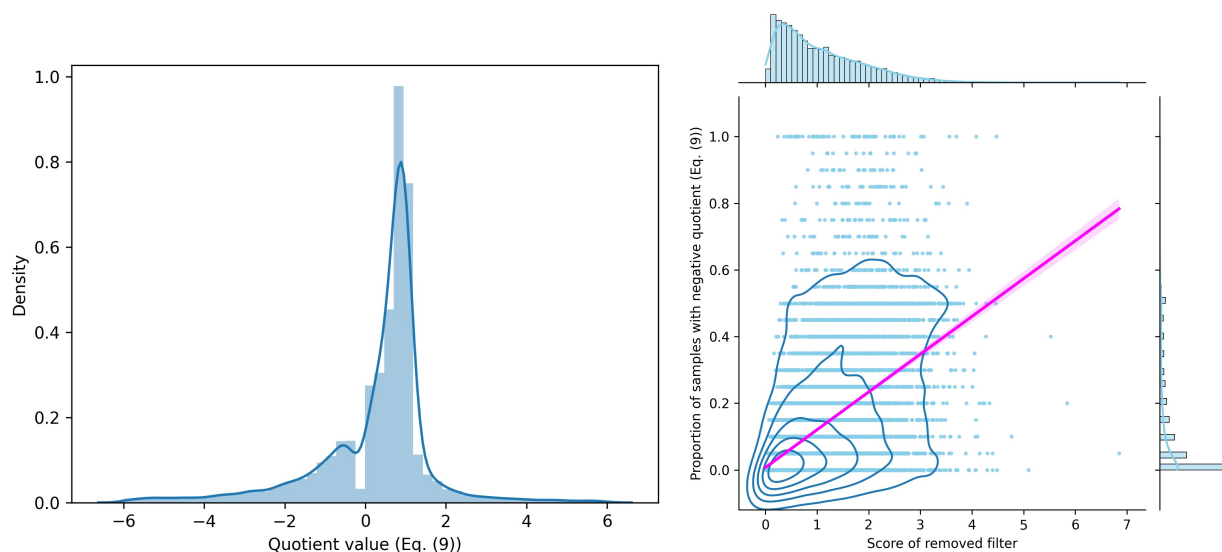 1.0
0.8
0.6
0.4
0.2
0.0
Density
−6 −4 −2 0 2 4 6
Quotient value (Eq. (9))
1.0
0.8
0.6
0.4
0.2
0.0
Proportion of samples with negative quotient (Eq. (9))
0 1 2 3 4 5 6 7
Score of removed filter